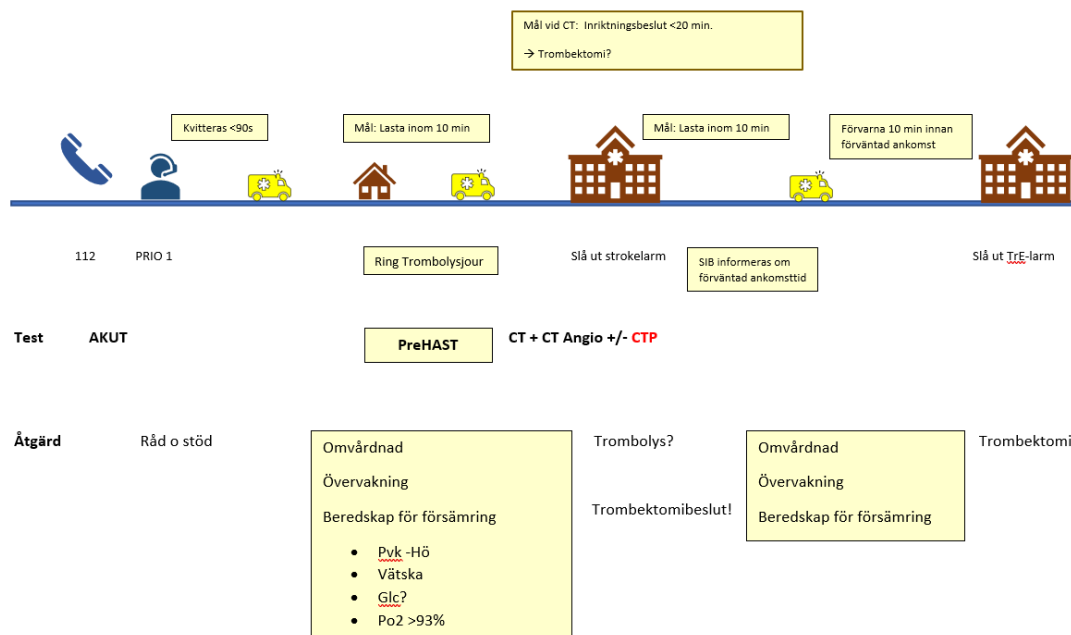 Mål vid CT: Inriktningsbeslut <20 min.
→ Trombektomi?
Kvitteras <90s
Mål: Lasta inom 10 min
Mål: Lasta inom 10 min
Förvarna 10 min innan
förväntad ankomst
112
PRIO 1
Ring Trombolysjour
Slå ut strokelarm
SIB informeras om
förväntad ankomsttid
Slå ut TrE-larm
Test
AKUT
PreHAST
CT + CT Angio +/- CTP
Åtgärd
Råd o stöd
Omvårdnad
Övervakning
Beredskap för försämring
• Pvk -Hö
• Vätska
• Glc?
• Po2 >93%
Trombolys?
Trombektomibeslut!
Omvårdnad
Övervakning
Beredskap för försämring
Trombektomi